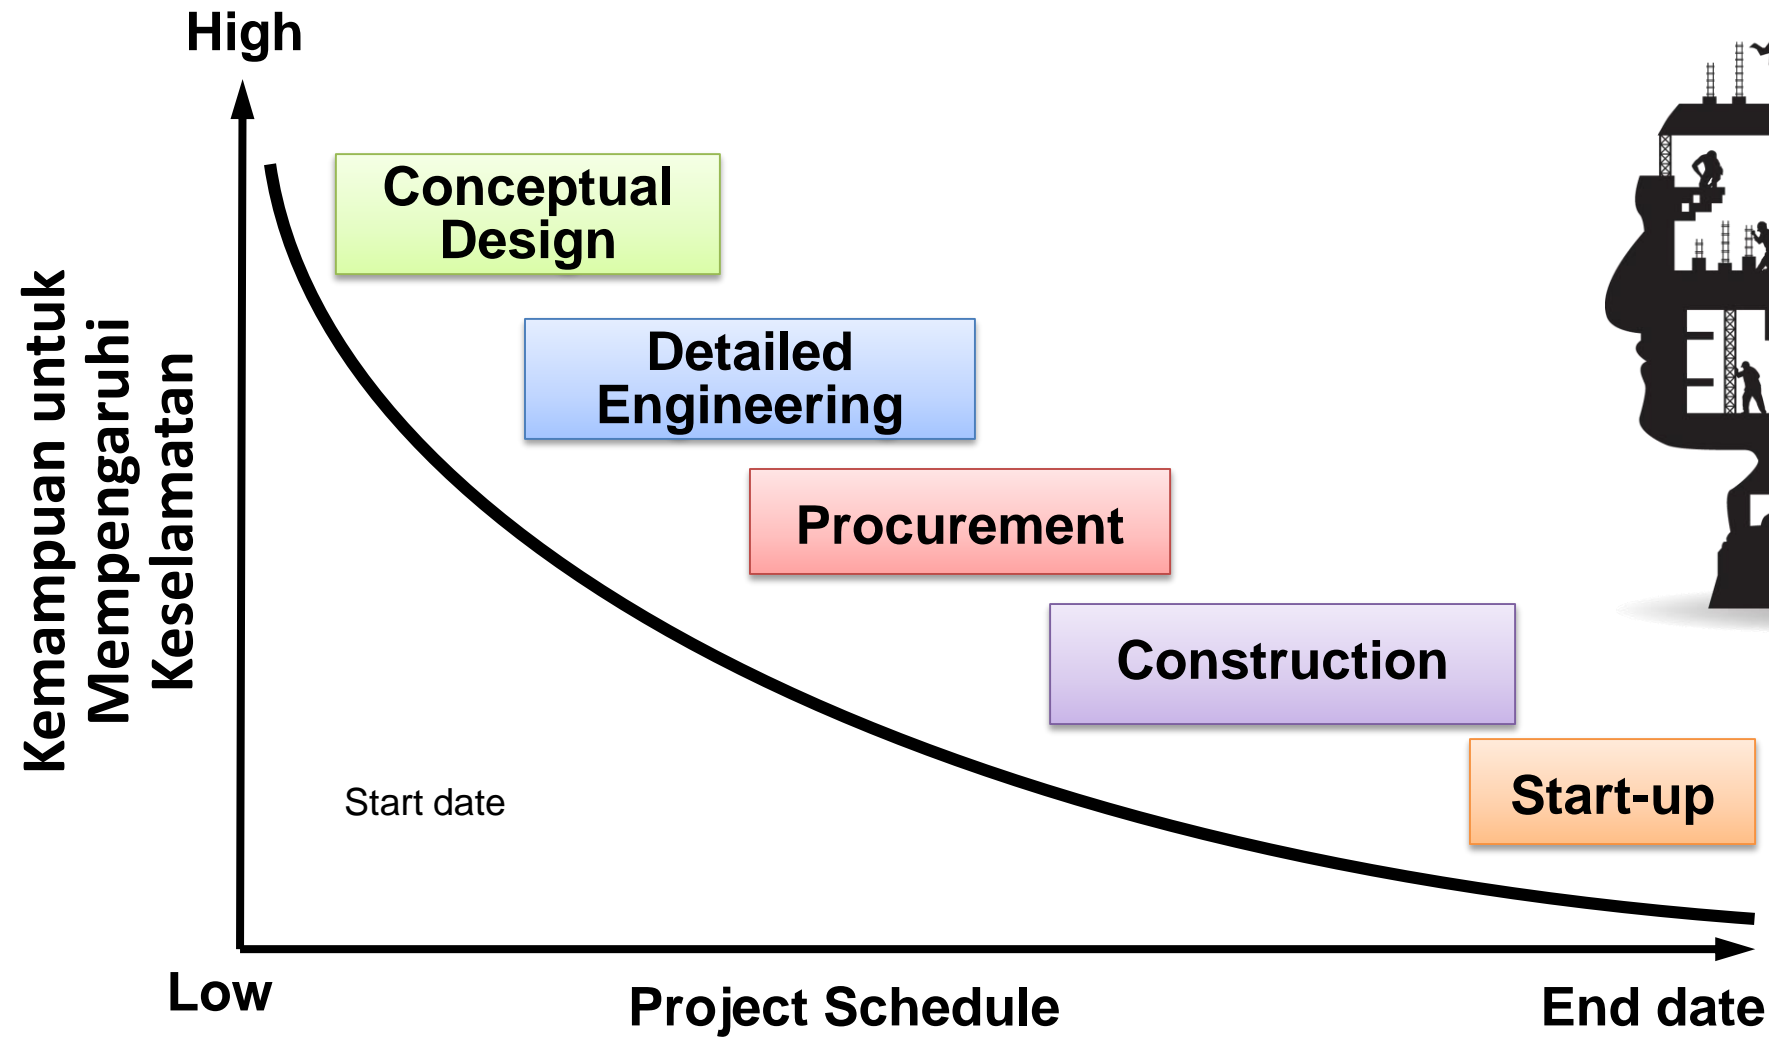 High
Conceptual
Design
Kemampuan untuk
Mempengaruhi
Keselamatan
Detailed
Engineering
Procurement
Construction
Start-up
Start date
Low
Project Schedule
End date